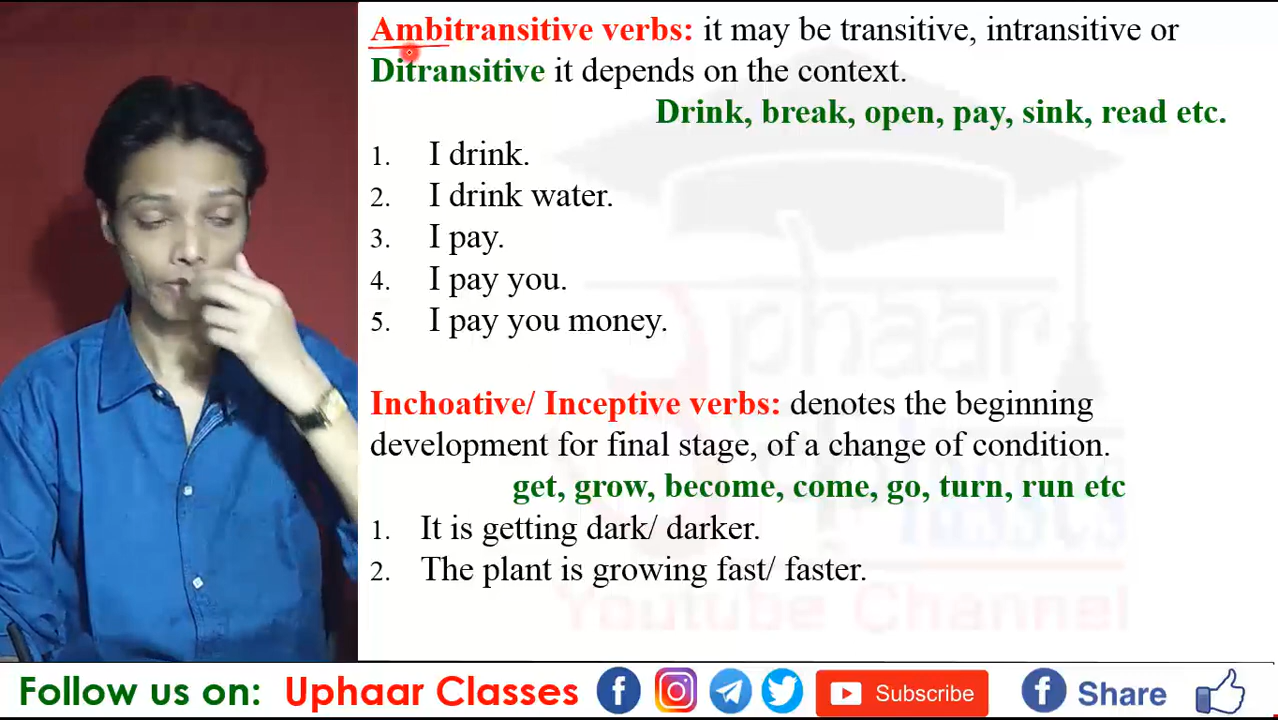 Ambitransitive verbs: it may be transitive, intransitive or
Ditransitive it depends on the context.
Drink, break, open, pay, sink, read etc.
1. I drink.
2. I drink water.
3. I pay.
4. I pay you.
5. I pay you money.
Inchoative/ Inceptive verbs: denotes the beginning
development for final stage, of a change of condition.
get, grow, become, come, go, turn, run etc
1. It is getting dark/ darker.
2. The plant is growing fast/ faster.
Uphaar
Classes
Youtube Channel
Follow us on: Uphaar Classes Subscribe Share